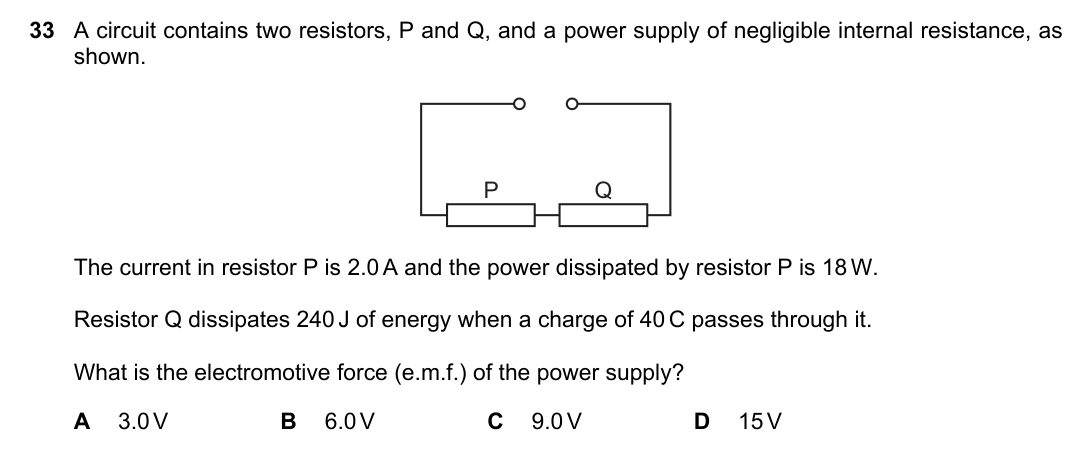 33 A circuit contains two resistors, P and Q, and a power supply of negligible internal resistance, as
shown.
P Q
The current in resistor P is 2.0 A and the power dissipated by resistor P is 18 W.
Resistor Q dissipates 240 J of energy when a charge of 40 C passes through it.
What is the electromotive force (e.m.f.) of the power supply?
A 3.0 V B 6.0 V C 9.0 V D 15 V